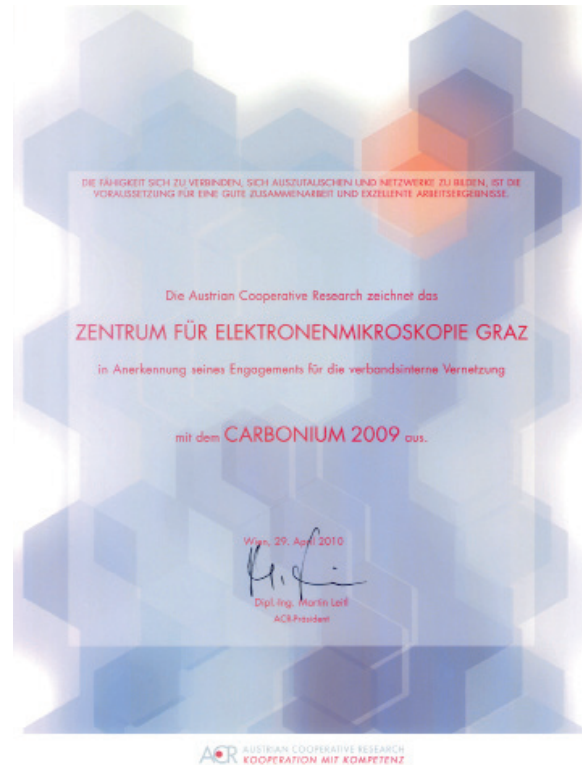 DIE FÄHIGKEIT SICH ZU VERBINDEN, SICH AUSZUTAUSCHEN UND NETZWERKE ZU BILDEN, IST DIE
VORAUSSETZUNG FÜR EINE GUTE ZUSAMMENARBEIT UND EXZELLENTE ARBEITSERGEBNISSE.
Die Austrian Cooperative Research zeichnet das
ZENTRUM FÜR ELEKTRONENMIKROSKOPIE GRAZ
in Anerkennung seines Engagements für die verbandsinterne Vernetzung
mit dem CARBONIUM 2009 aus.
Wien, 29. April 2010
Dipl.-Ing. Martin Leitl
ACR-Präsident
ACR AUSTRIAN COOPERATIVE RESEARCH
KOOPERATION MIT KOMPETENZ